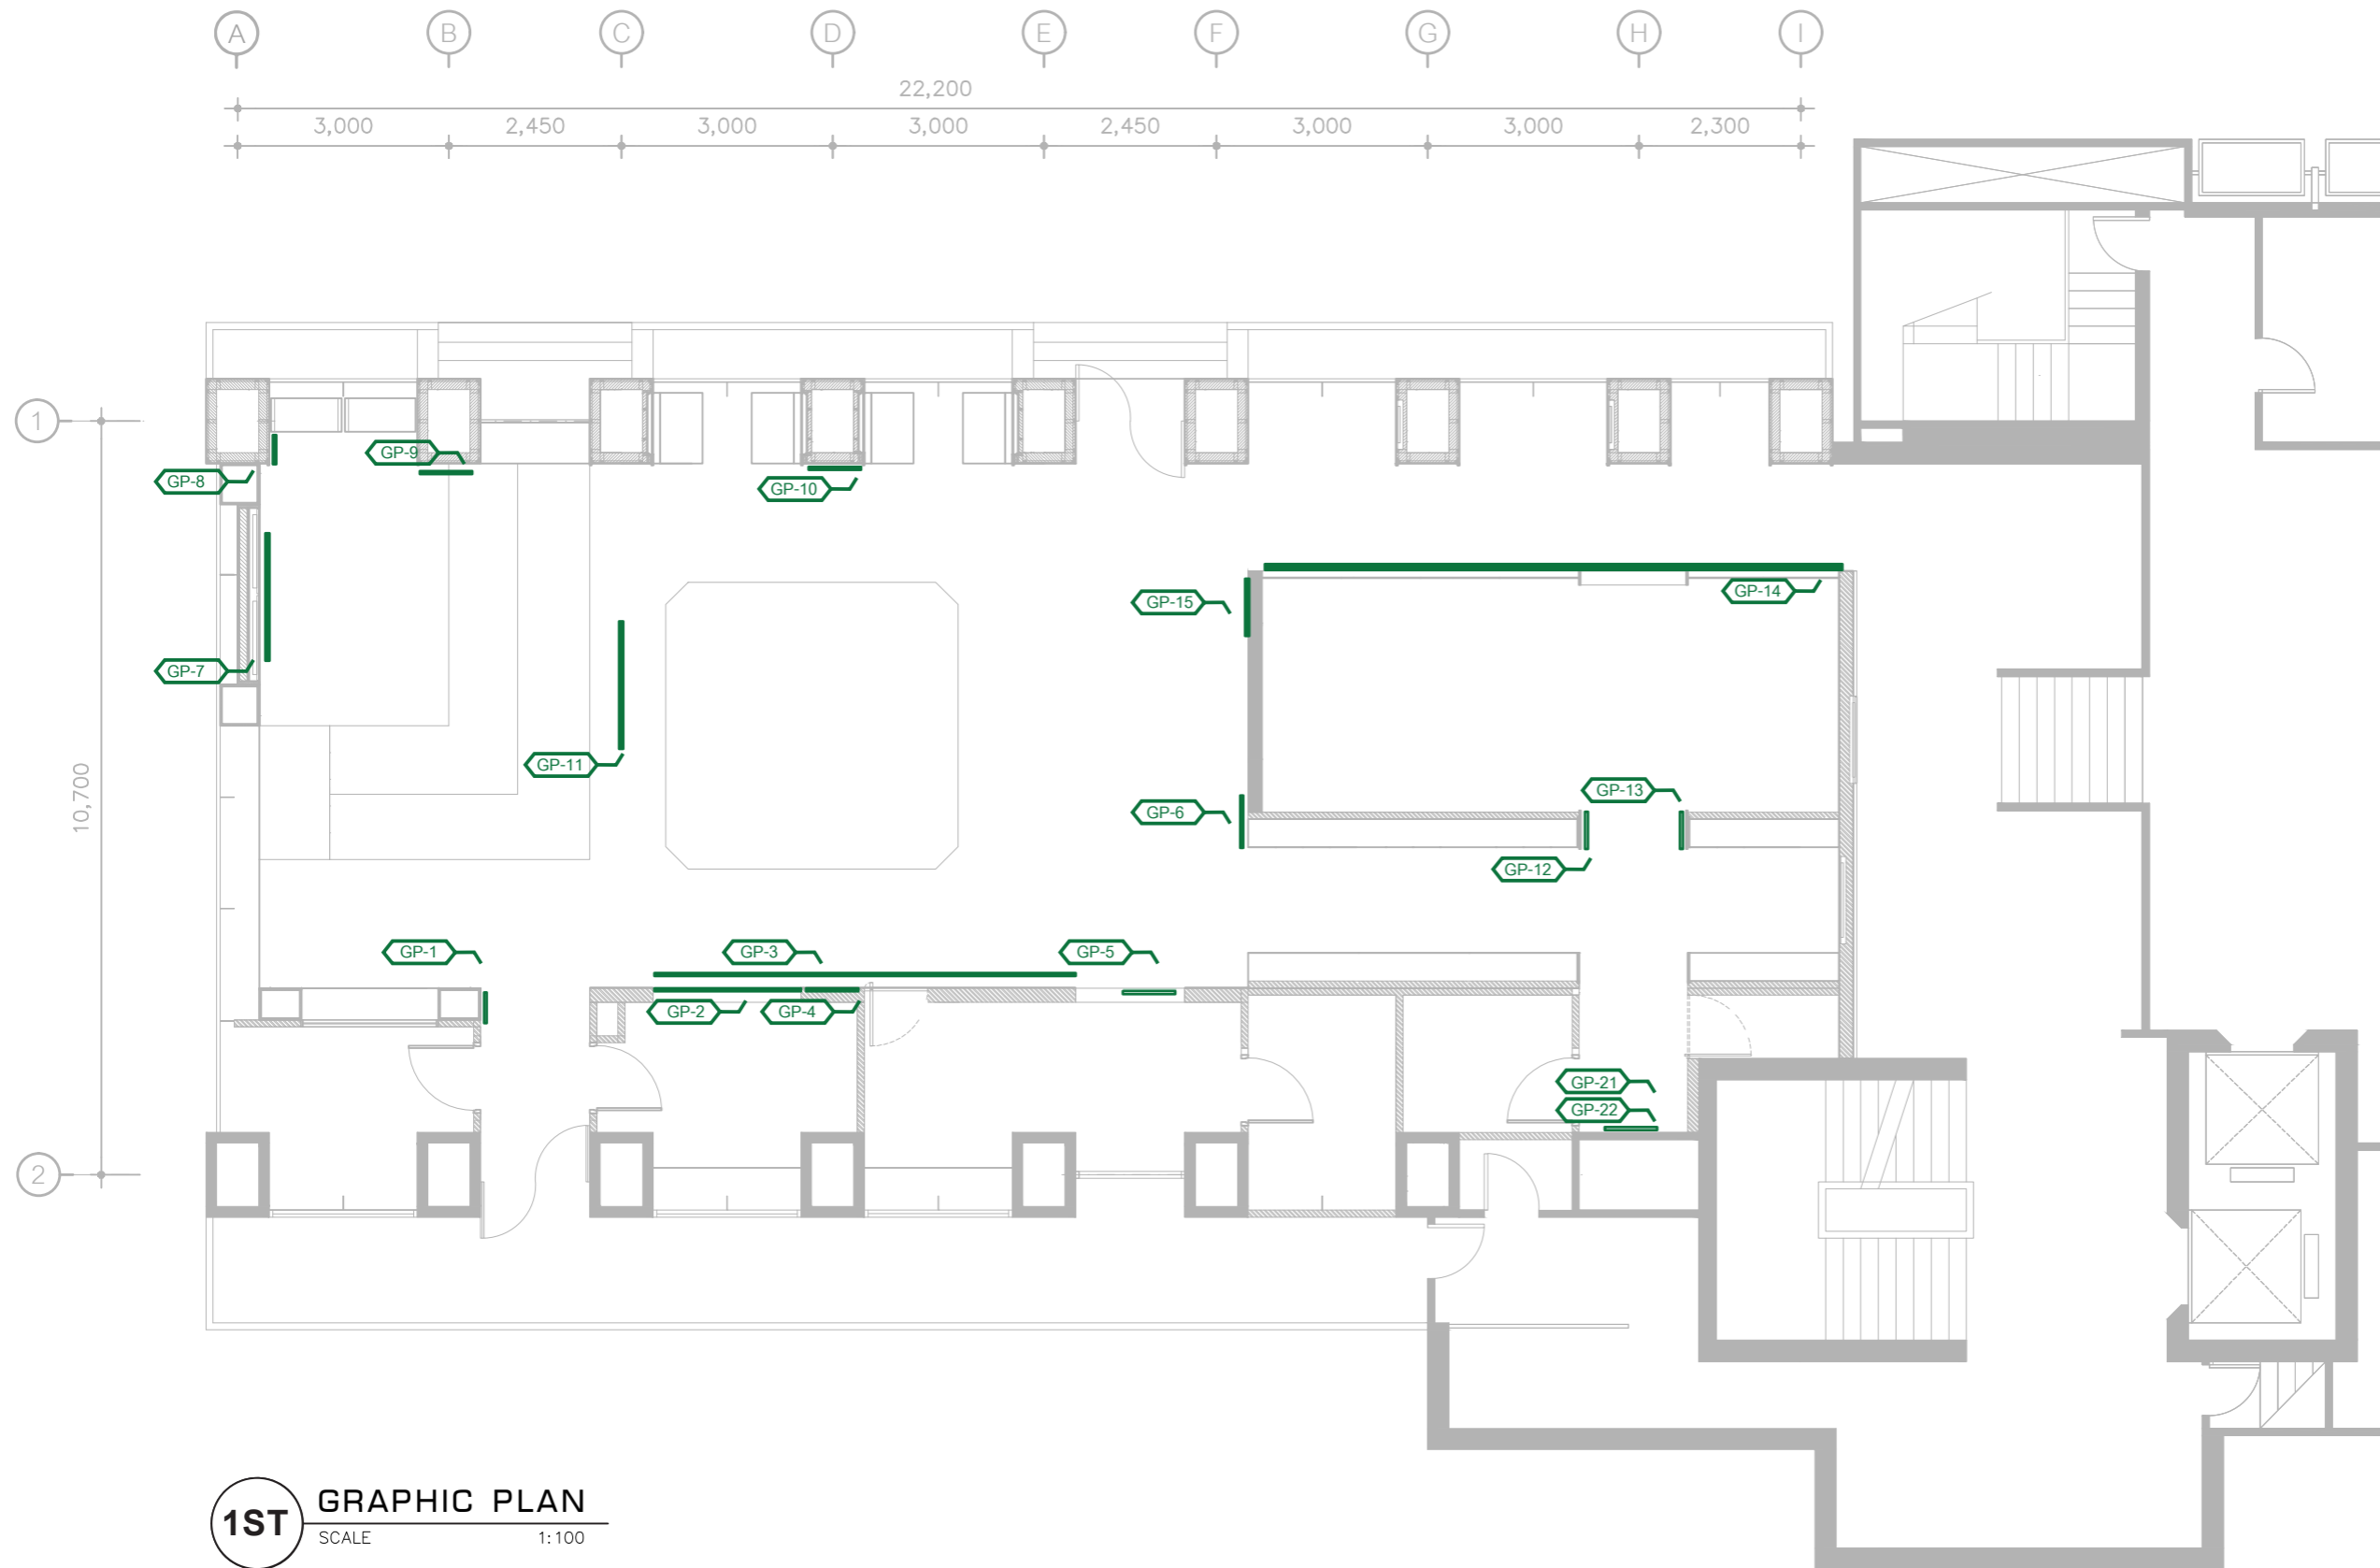 A B C D E F G H I
22,200
3,000 2,450 3,000 3,000 2,450 3,000 3,000 2,300
1
GP-9
GP-8
GP-10
GP-14
GP-15
GP-7
GP-11
GP-13
GP-6
10,700
GP-12
GP-1 GP-3 GP-5
GP-2 GP-4
GP-21
GP-22
2
1ST
GRAPHIC PLAN
SCALE 1:100